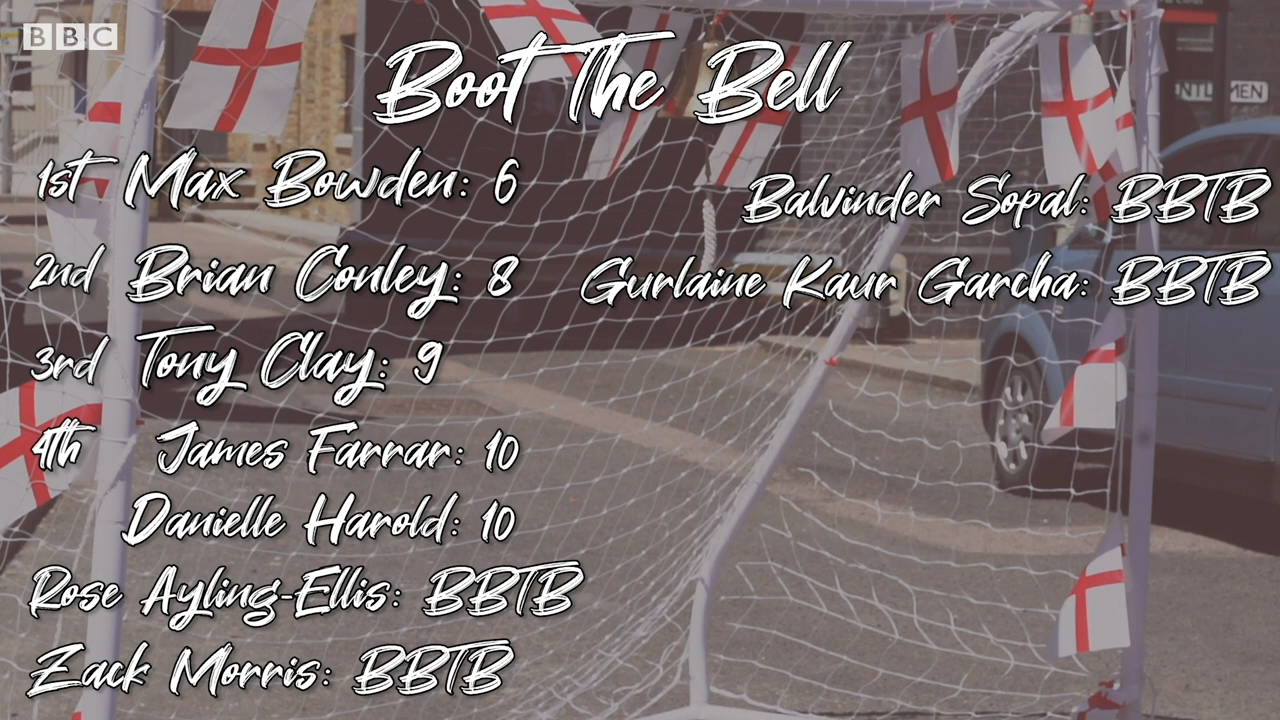 BBC
Boot The Bell
1st Max Bowden: 6
2nd Brian Conley: 8
3rd Tony Clay: 9
4th James Farrar: 10
Danielle Harold: 10
Rose Ayling-Ellis: BBTB
Zack Morris: BBTB
Balvinder Sopal: BBTB
Gurlaine Kaur Garcha: BBTB